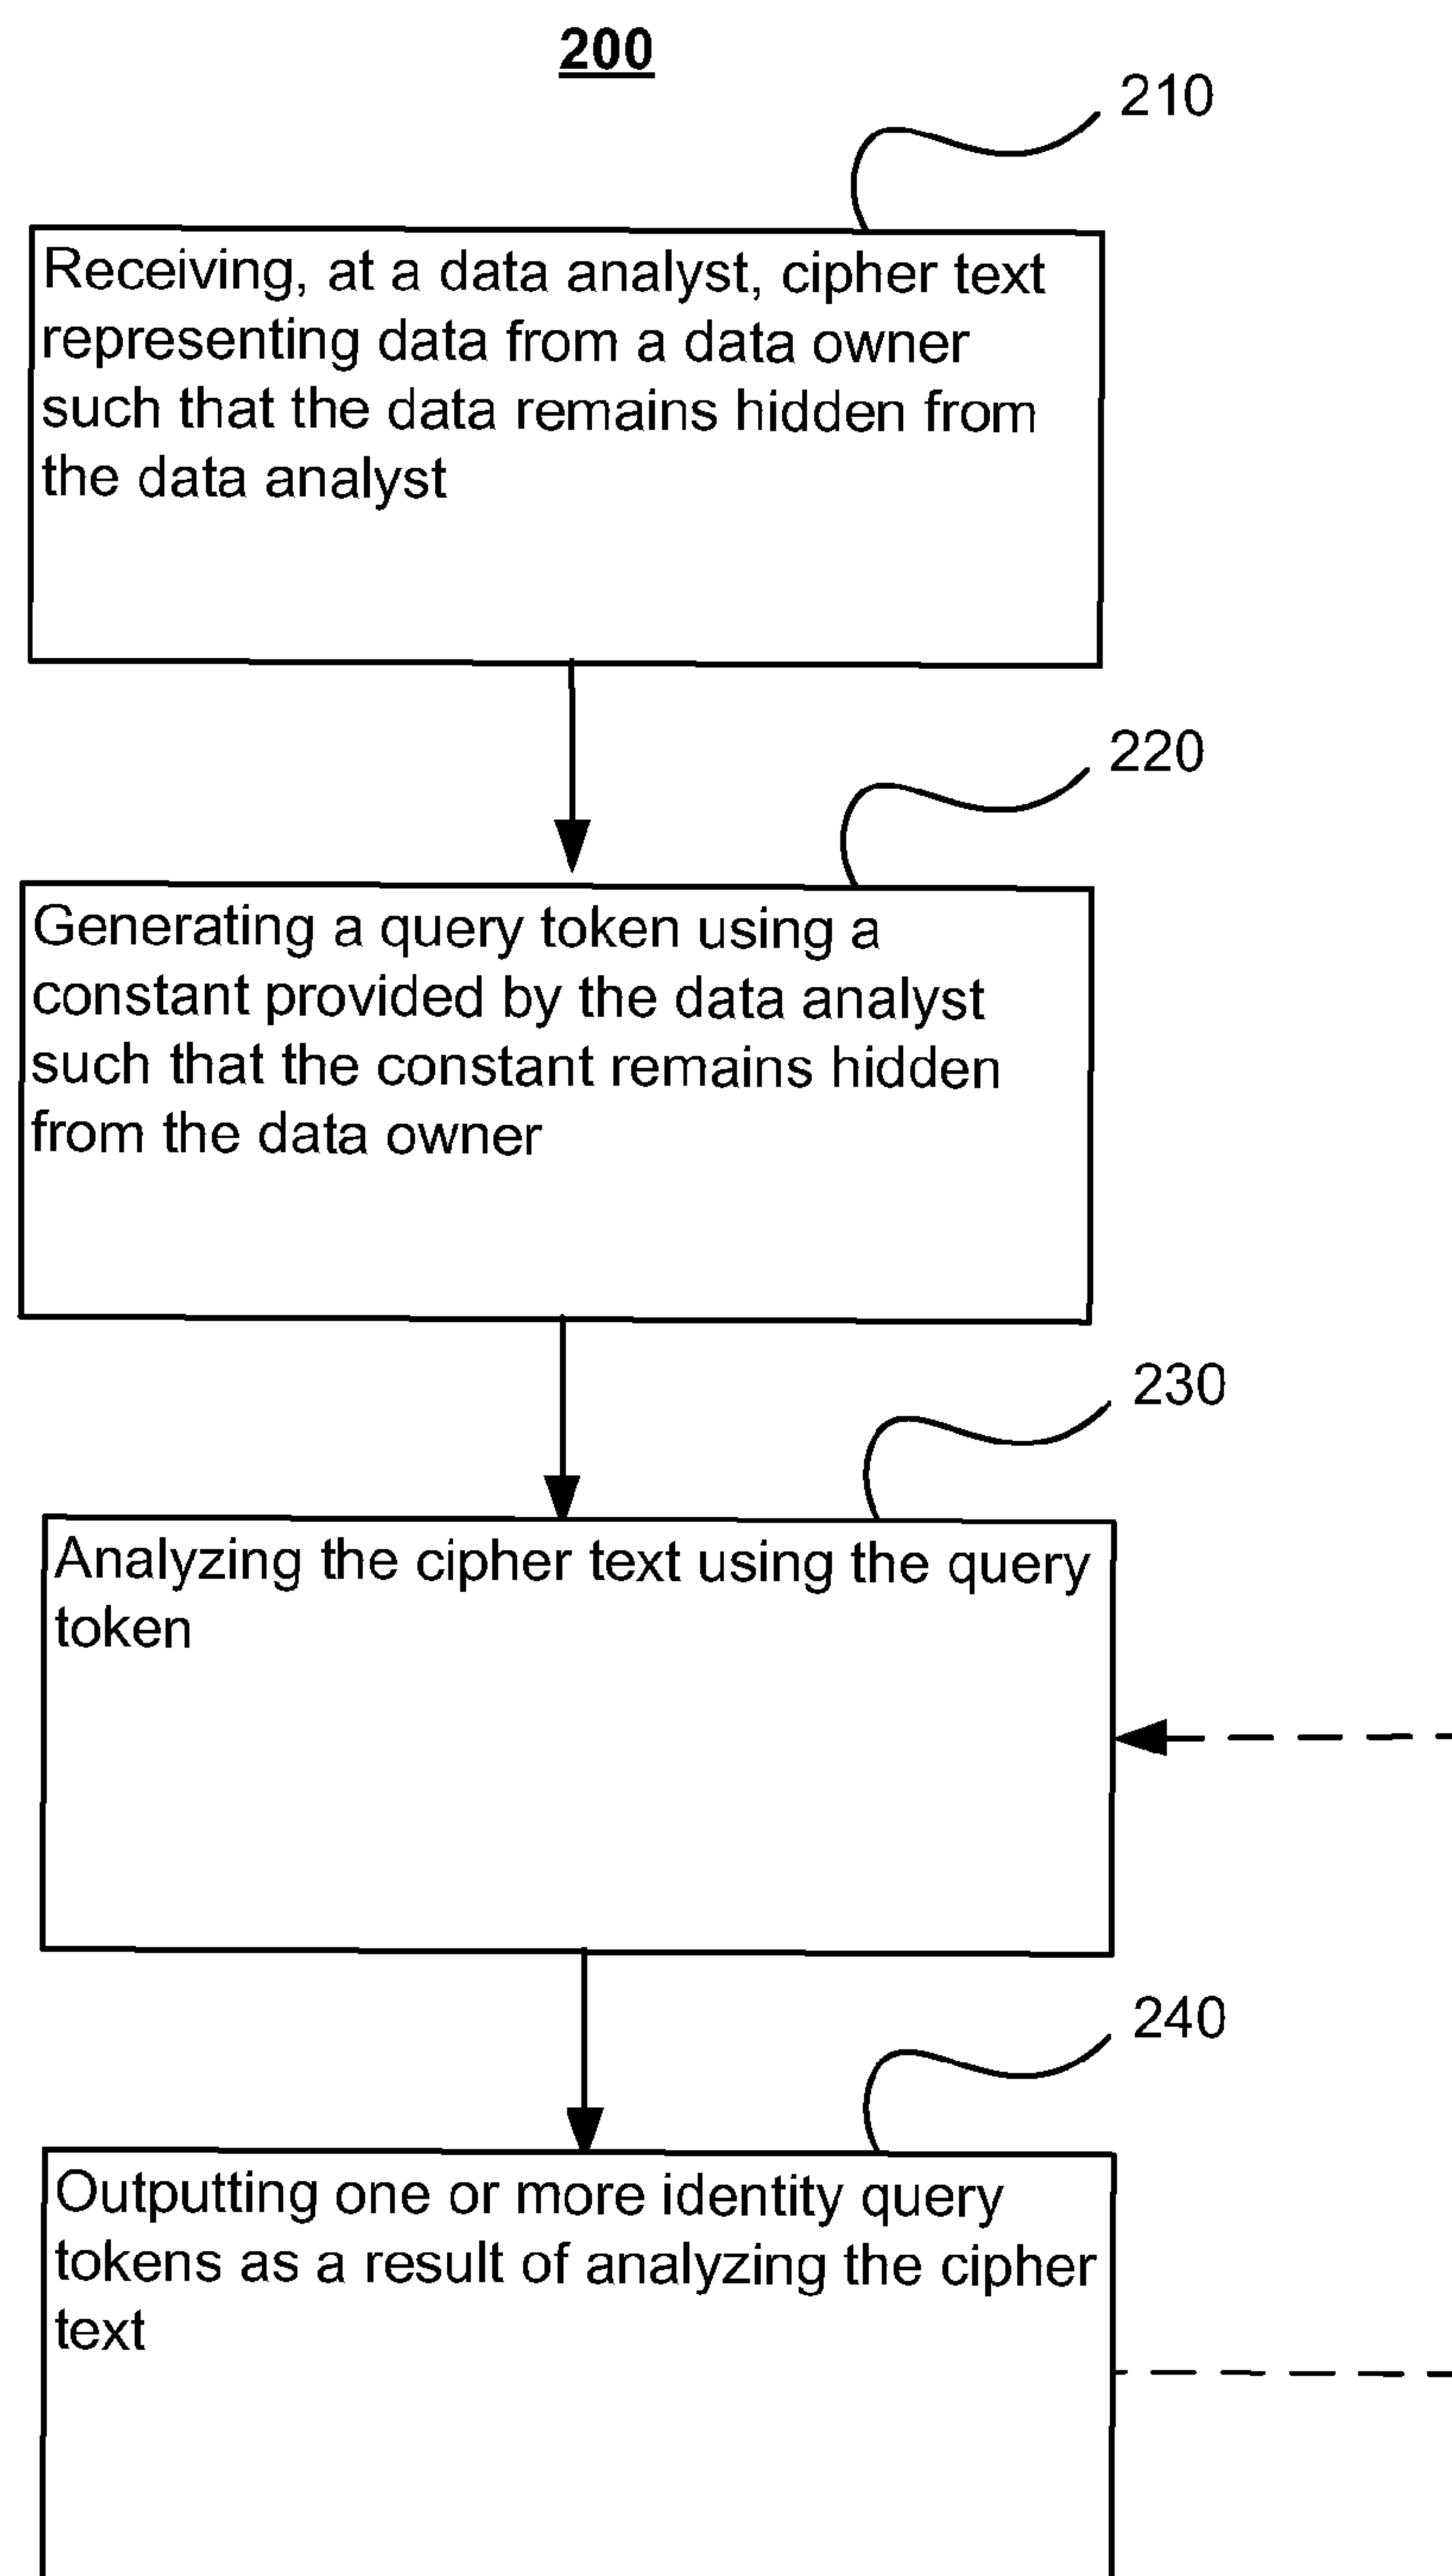 200
210
Receiving, at a data analyst, cipher text
representing data from a data owner
such that the data remains hidden from
the data analyst
220
Generating a query token using a
constant provided by the data analyst
such that the constant remains hidden
from the data owner
230
Analyzing the cipher text using the query
token
240
Outputting one or more identity query
tokens as a result of analyzing the cipher
text